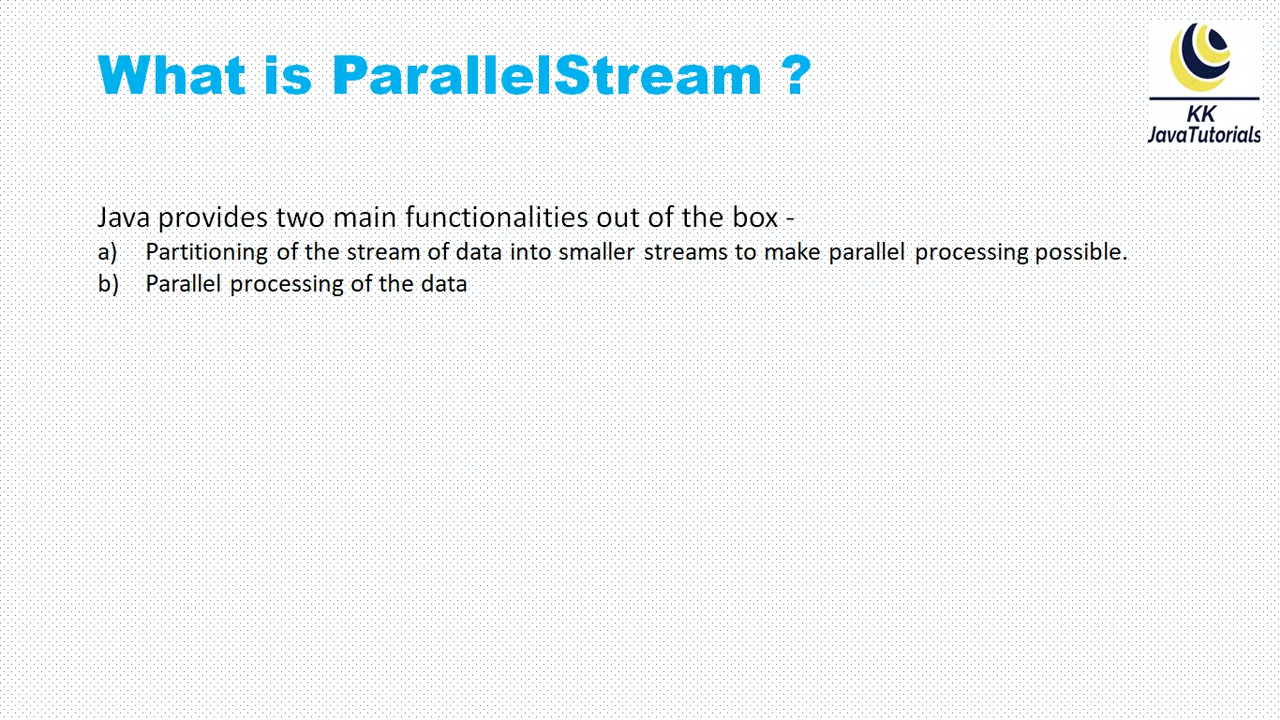 What is ParallelStream ?
KK
JavaTutorials
Java provides two main functionalities out of the box -
a) Partitioning of the stream of data into smaller streams to make parallel processing possible.
b) Parallel processing of the data